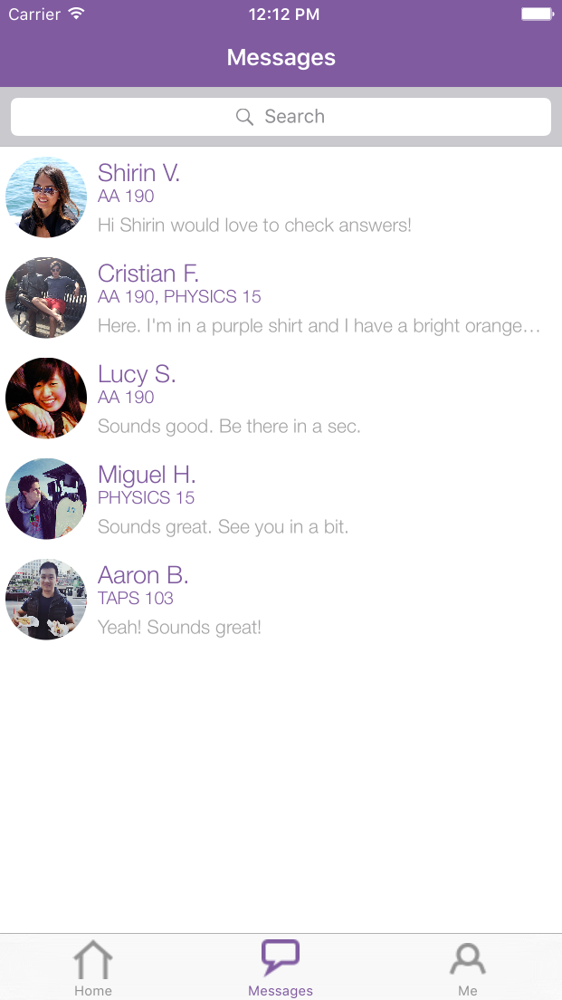 Carrier 12:12 PM
Messages
Search
Shirin V.
AA 190
Hi Shirin would love to check answers!
Cristian F.
AA 190, PHYSICS 15
Here. I'm in a purple shirt and I have a bright orange…
Lucy S.
AA 190
Sounds good. Be there in a sec.
Miguel H.
PHYSICS 15
Sounds great. See you in a bit.
Aaron B.
TAPS 103
Yeah! Sounds great!
Home Messages Me